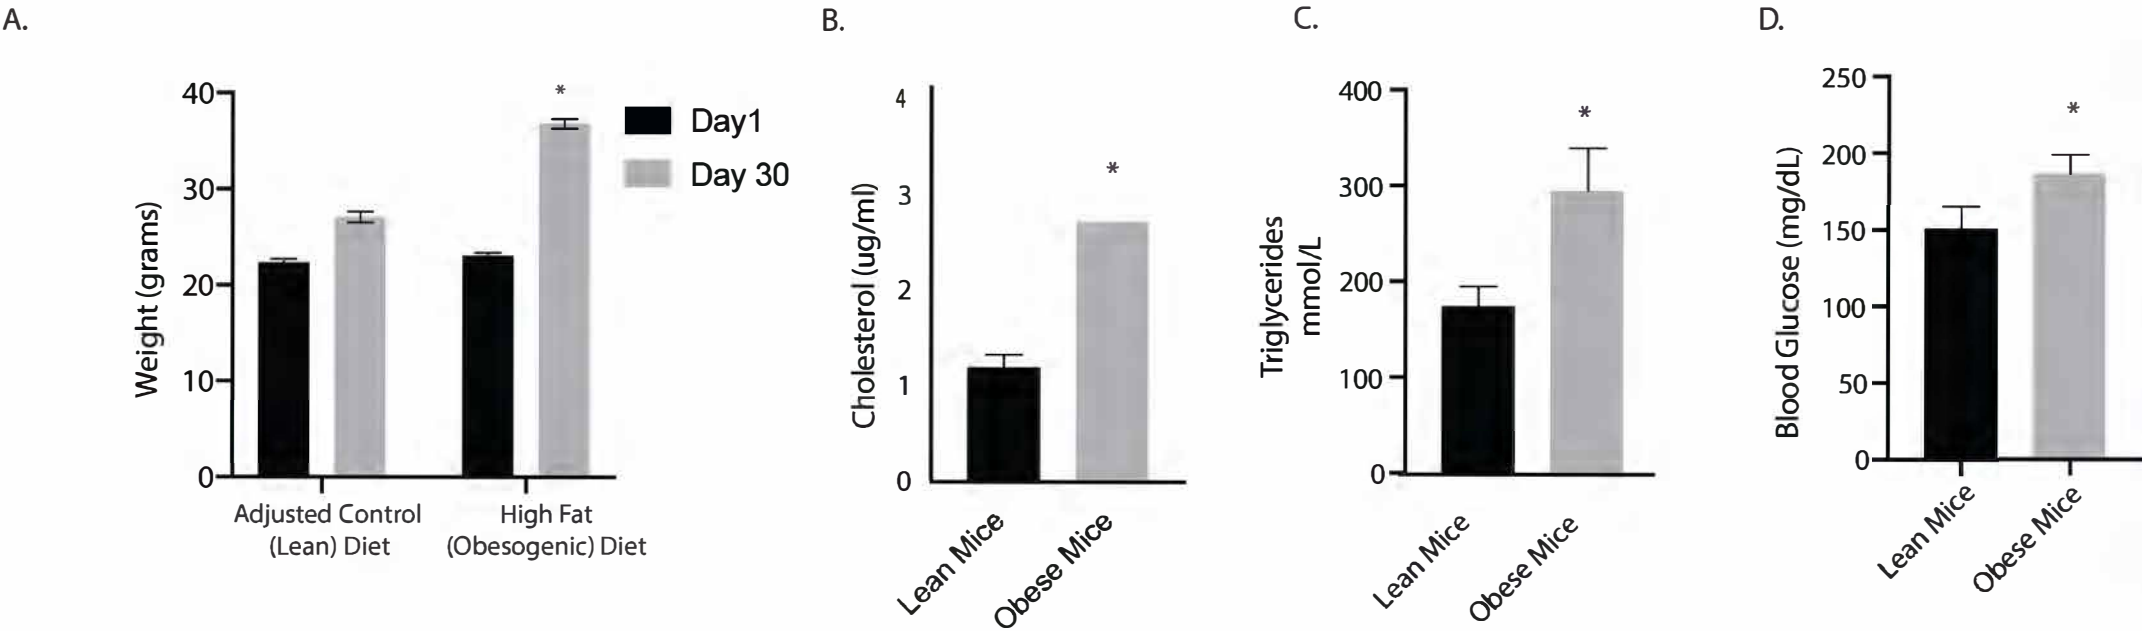 A.
Weight (grams)
40
30
20
10
0
*
Day1
Day 30
Adjusted Control
(Lean) Diet
High Fat
(Obesogenic) Diet
B.
Cholesterol (ug/ml)
4
3
2
1
0
*
Lean Mice
Obese Mice
C.
Triglycerides
mmol/L
400
300
200
100
0
*
Lean Mice
Obese Mice
D.
Blood Glucose (mg/dL)
250
200
150
100
50
0
*
Lean Mice
Obese Mice